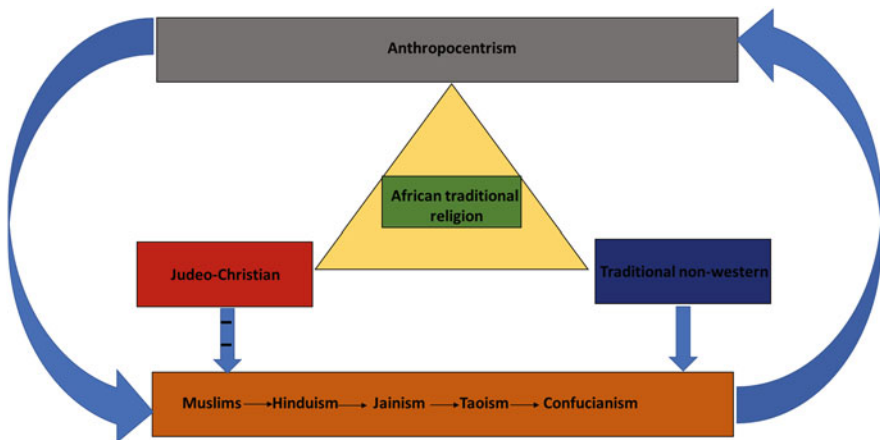 Anthropocentrism
African traditional
religion
Judeo-Christian
Traditional non-western
Muslims → Hinduism → Jainism → Taoism → Confucianism